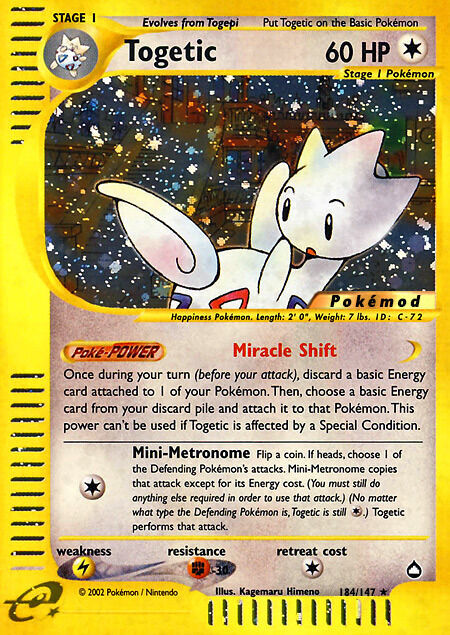 STAGE 1
Evolves from Togepi
Put Togetic on the Basic Pokémon
Togetic
60 HP
Stage 1 Pokémon
Pokémod
Happiness Pokémon. Length: 2' 0", Weight: 7 lbs. ID: C-72
Poké-POWER
Miracle Shift
Once during your turn (before your attack), discard a basic Energy
card attached to 1 of your Pokémon. Then, choose a basic Energy
card from your discard pile and attach it to that Pokémon. This
power can't be used if Togetic is affected by a Special Condition.
Mini-Metronome Flip a coin. If heads, choose 1 of
the Defending Pokémon's attacks. Mini-Metronome copies
that attack except for its Energy cost. (You must still do
anything else required in order to use that attack.) (No matter
what type the Defending Pokémon is, Togetic is still .) Togetic
performs that attack.
weakness
resistance
retreat cost
-30
© 2002 Pokémon / Nintendo
Illus. Kagemaru Himeno
184/147
e